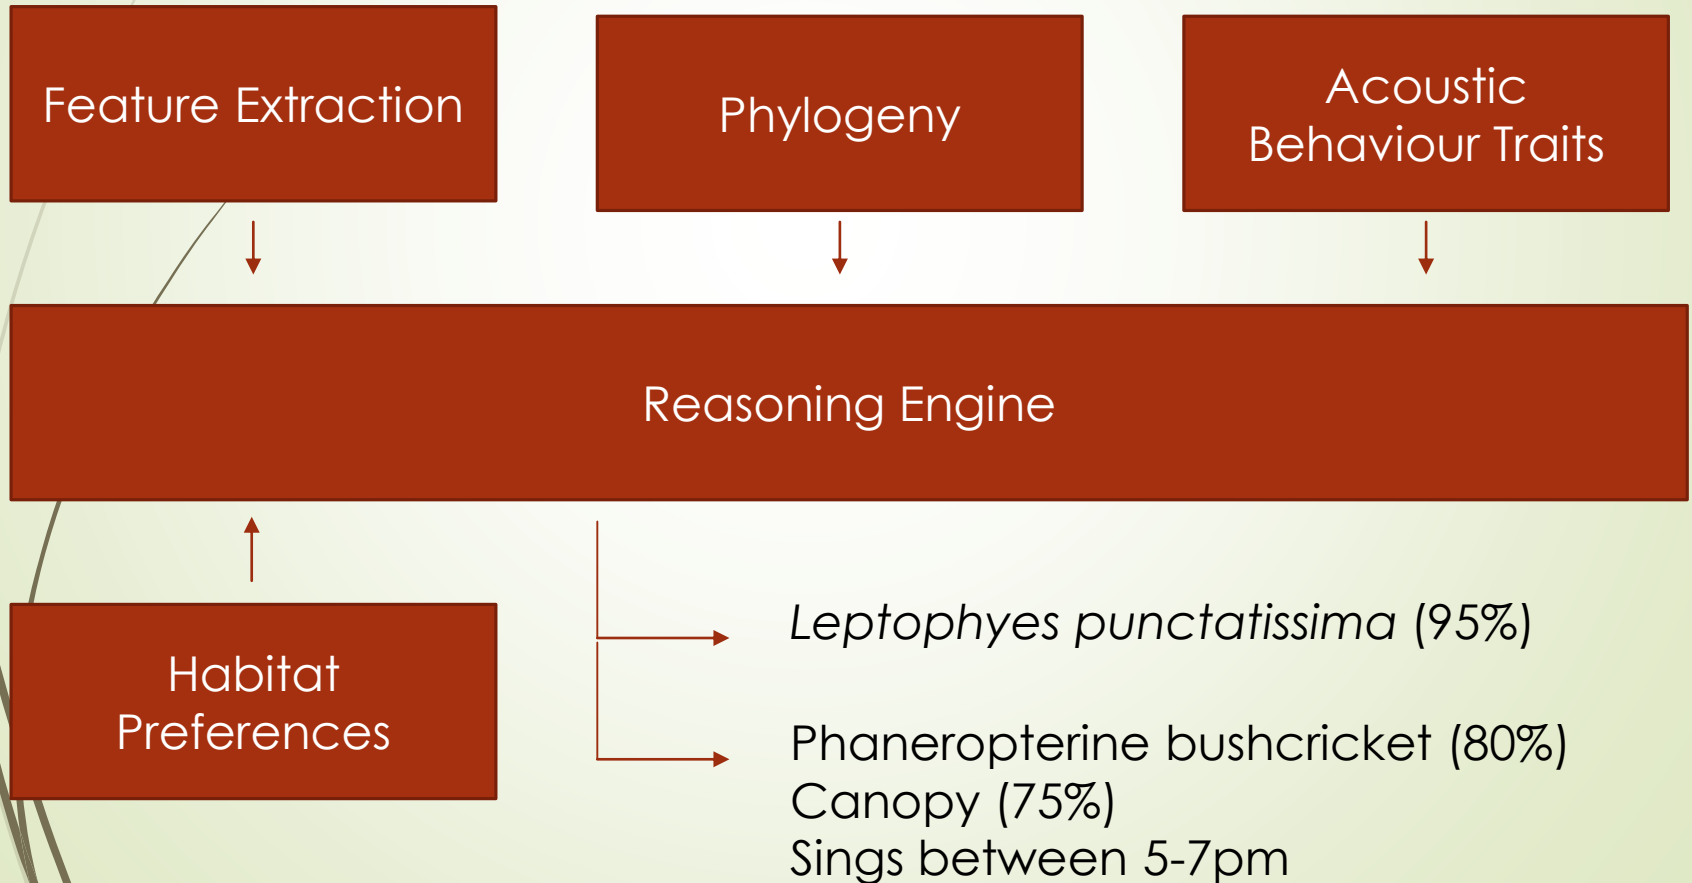 Feature Extraction
Phylogeny
Acoustic
Behaviour Traits
Reasoning Engine
Habitat
Preferences
Leptophyes punctatissima (95%)
Phaneropterine bushcricket (80%)
Canopy (75%)
Sings between 5-7pm